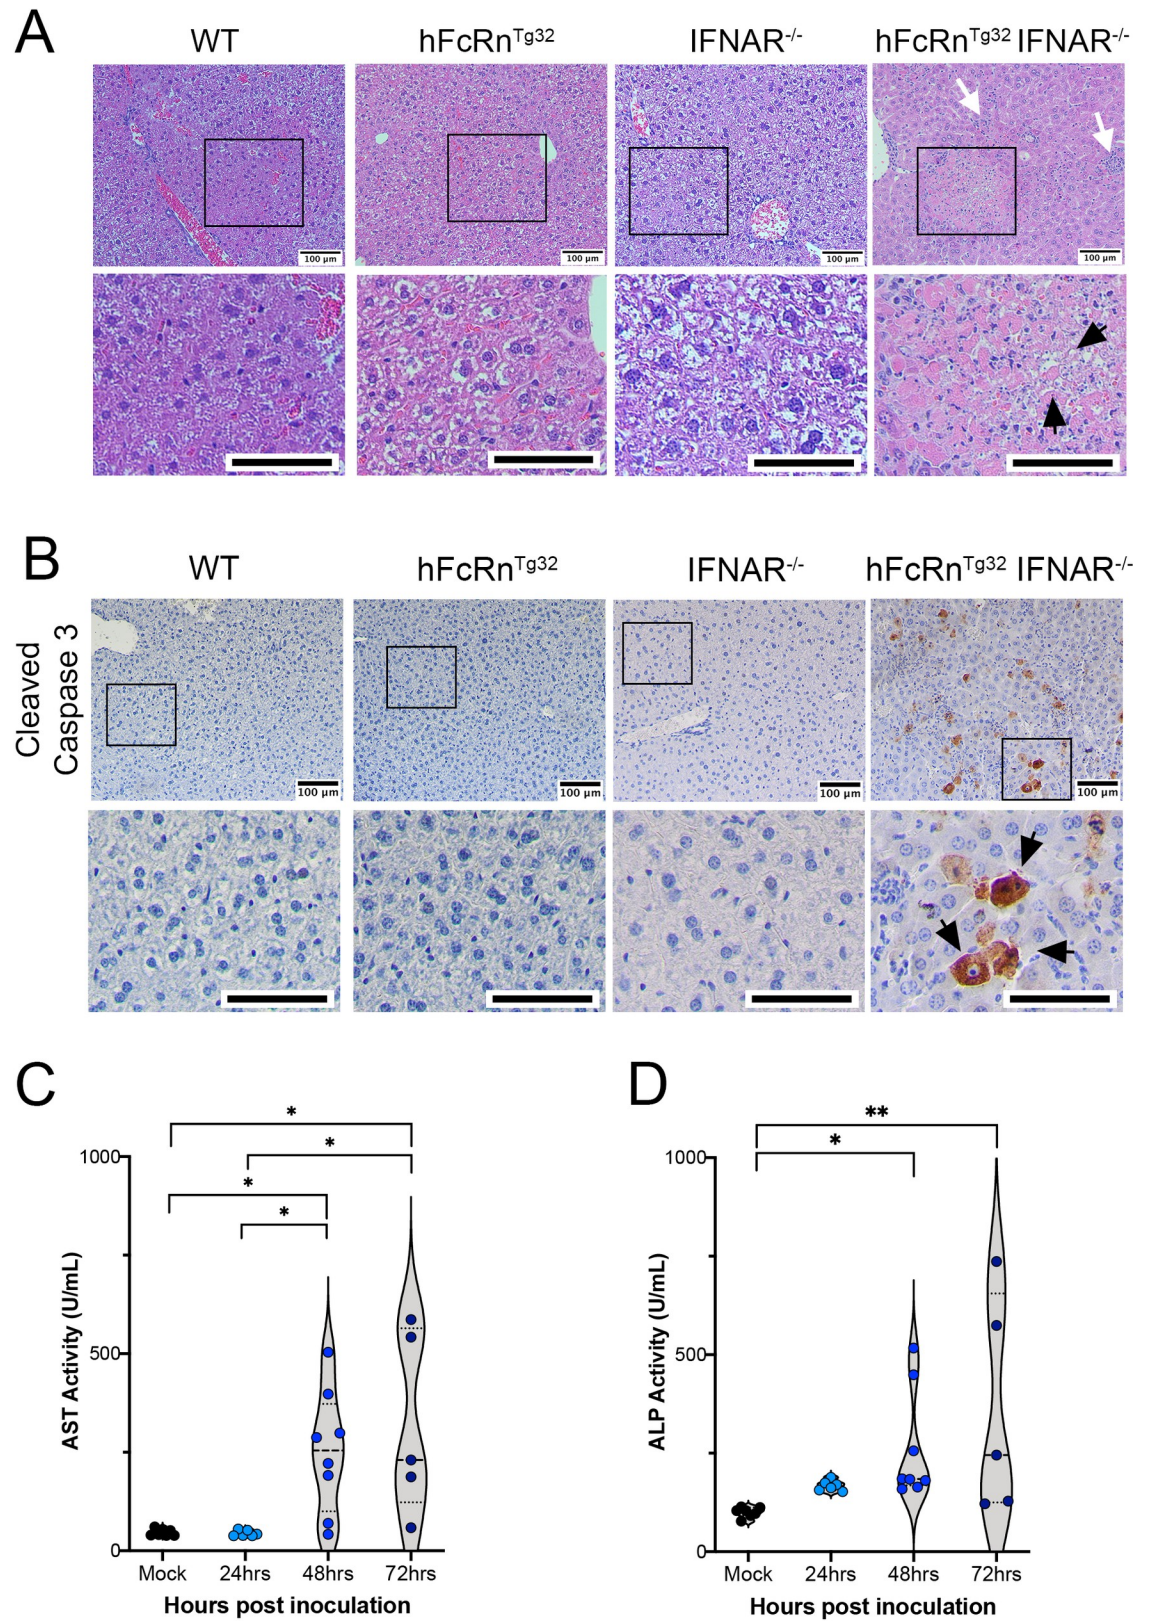 A
WT hFcRnTg32 IFNAR-/- hFcRnTg32 IFNAR-/-
100 µm 100 µm 100 µm 100 µm
B
WT hFcRnTg32 IFNAR-/- hFcRnTg32 IFNAR-/-
Cleaved
Caspase 3
100 µm 100 µm 100 µm 100 µm
C
*
*
*
*
1000
500
0
AST Activity (U/mL)
Mock 24hrs 48hrs 72hrs
Hours post inoculation
D
**
*
1000
500
0
ALP Activity (U/mL)
Mock 24hrs 48hrs 72hrs
Hours post inoculation